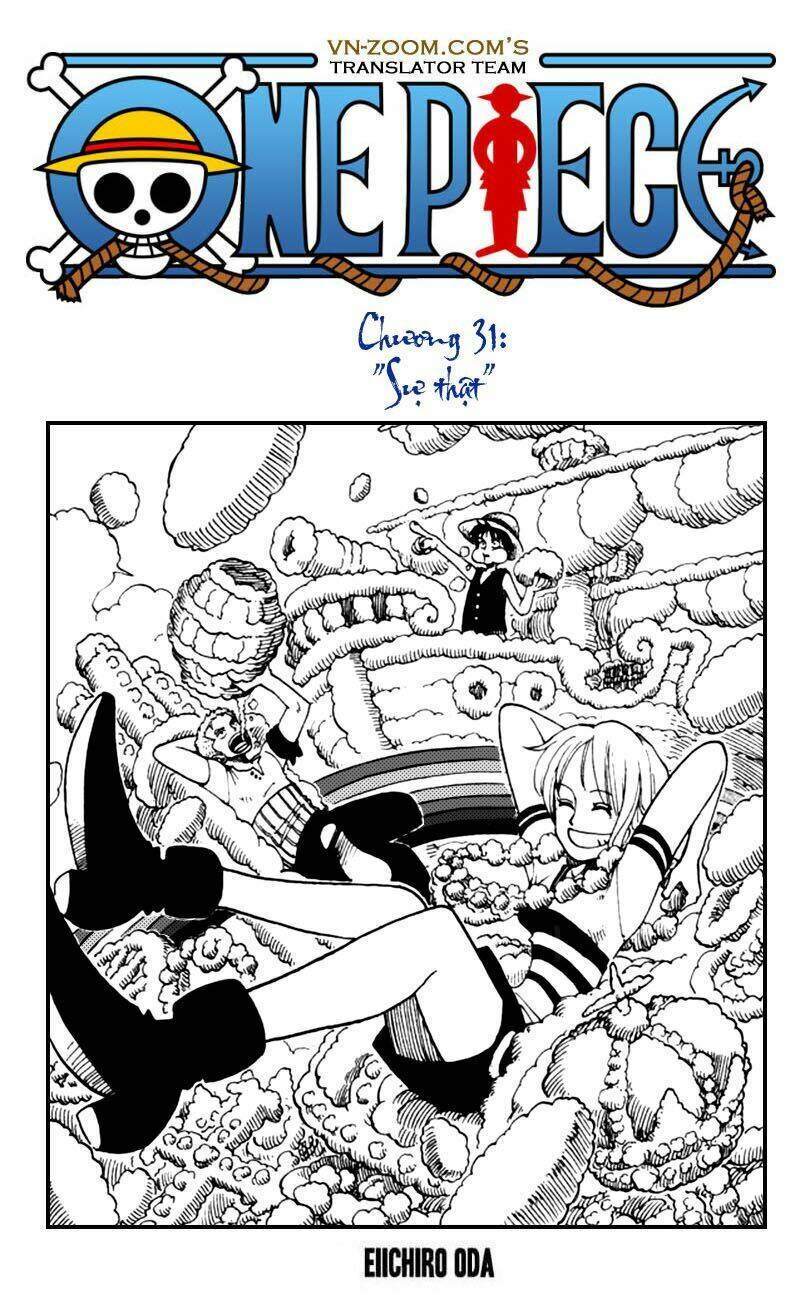 VN-ZOOM.COM'S
TRANSLATOR TEAM
ONE PIECE
Chương 31:
"Sự thật"
EIICHIRO ODA